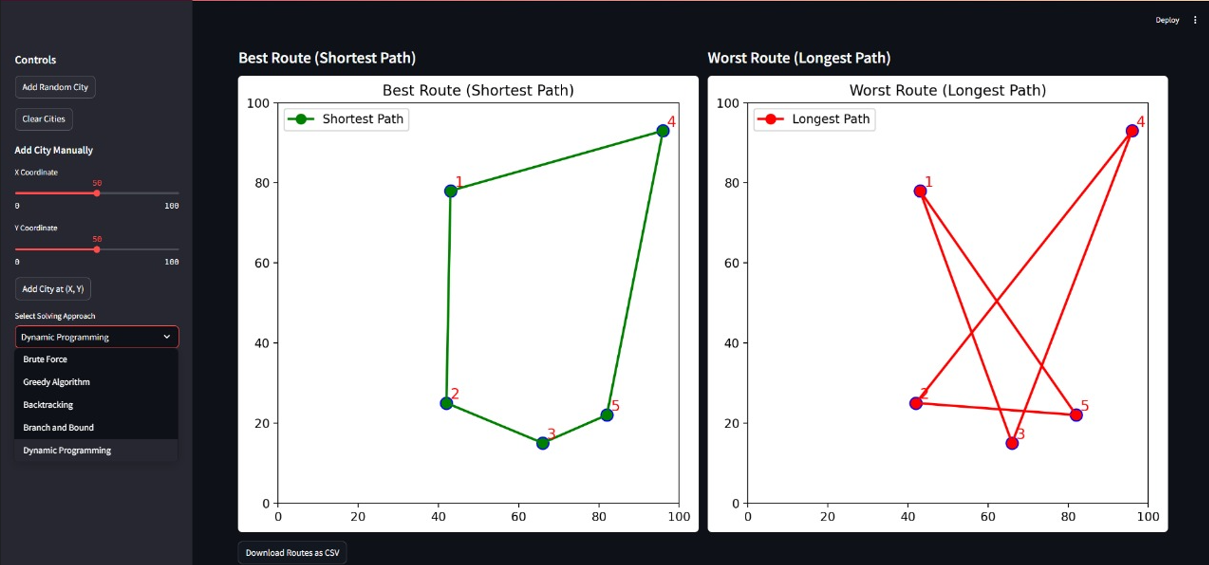 Deploy
Controls
Add Random City
Clear Cities
Add City Manually
X Coordinate
50
0 100
Y Coordinate
50
0 100
Add City at (X, Y)
Select Solving Approach
Dynamic Programming
Brute Force
Greedy Algorithm
Backtracking
Branch and Bound
Dynamic Programming
Best Route (Shortest Path)
Best Route (Shortest Path)
Shortest Path
100
80
60
40
20
0
0 20 40 60 80 100
1
2
3
4
5
Worst Route (Longest Path)
Worst Route (Longest Path)
Longest Path
100
80
60
40
20
0
0 20 40 60 80 100
1
2
3
4
5
Download Routes as CSV